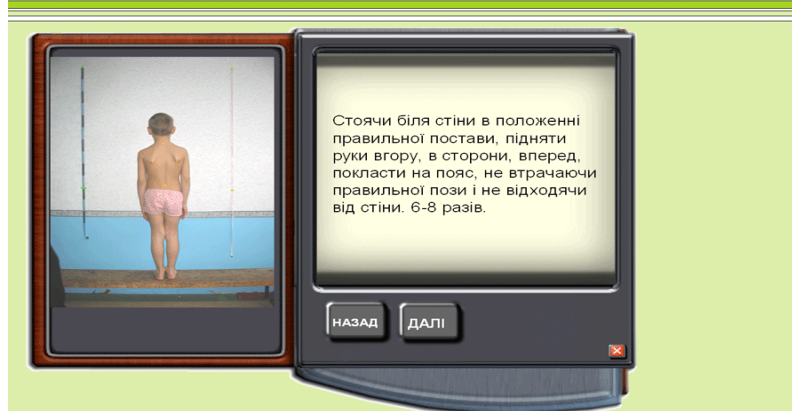 Стоячи біля стіни в положенні
правильної постави, підняти
руки вгору, в сторони, вперед,
покласти на пояс, не втрачаючи
правильної пози і не відходячи
від стіни. 6-8 разів.
НАЗАД
ДАЛІ